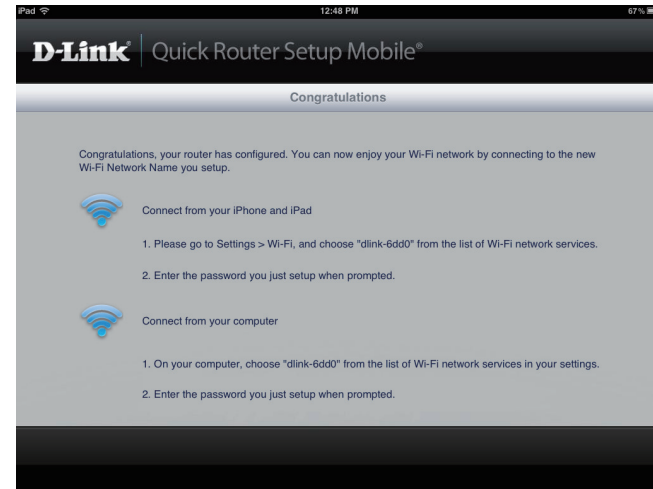 iPad 12:48 PM 67%
D-Link® Quick Router Setup Mobile®
Congratulations
Congratulations, your router has configured. You can now enjoy your Wi-Fi network by connecting to the new
Wi-Fi Network Name you setup.
Connect from your iPhone and iPad
1. Please go to Settings > Wi-Fi, and choose "dlink-6dd0" from the list of Wi-Fi network services.
2. Enter the password you just setup when prompted.
Connect from your computer
1. On your computer, choose "dlink-6dd0" from the list of Wi-Fi network services in your settings.
2. Enter the password you just setup when prompted.